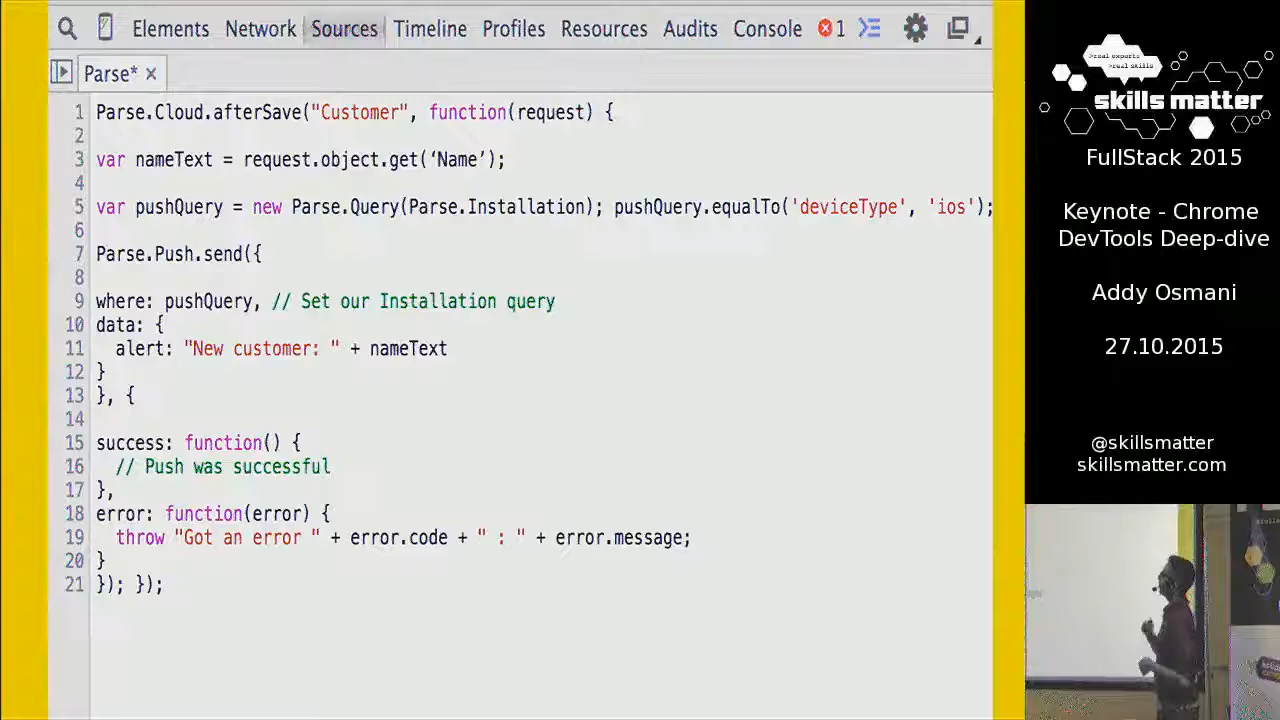 Elements Network Sources Timeline Profiles Resources Audits Console 1
Parse* ×
1 Parse.Cloud.afterSave("Customer", function(request) {
2
3 var nameText = request.object.get(‘Name’);
4
5 var pushQuery = new Parse.Query(Parse.Installation); pushQuery.equalTo('deviceType', 'ios');
6
7 Parse.Push.send({
8
9 where: pushQuery, // Set our Installation query
10 data: {
11 alert: "New customer: " + nameText
12 }
13 }, {
14
15 success: function() {
16 // Push was successful
17 },
18 error: function(error) {
19 throw "Got an error " + error.code + " : " + error.message;
20 }
21 }); });
>real experts
>real skills
skills matter
FullStack 2015
Keynote - Chrome
DevTools Deep-dive
Addy Osmani
27.10.2015
@skillsmatter
skillsmatter.com